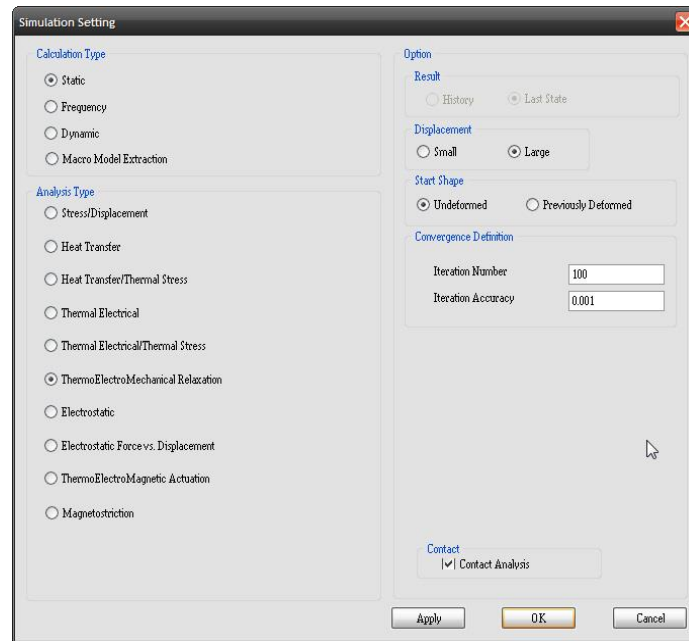 Simulation Setting
Calculation Type
Static
Frequency
Dynamic
Macro Model Extraction
Analysis Type
Stress/Displacement
Heat Transfer
Heat Transfer/Thermal Stress
Thermal Electrical
Thermal Electrical/Thermal Stress
ThermoElectroMechanical Relaxation
Electrostatic
Electrostatic Force vs. Displacement
ThermoElectroMagnetic Actuation
Magnetostriction
Option
Result
History Last State
Displacement
Small Large
Start Shape
Undeformed Previously Deformed
Convergence Definition
Iteration Number 100
Iteration Accuracy 0.001
Contact
Contact Analysis
Apply OK Cancel